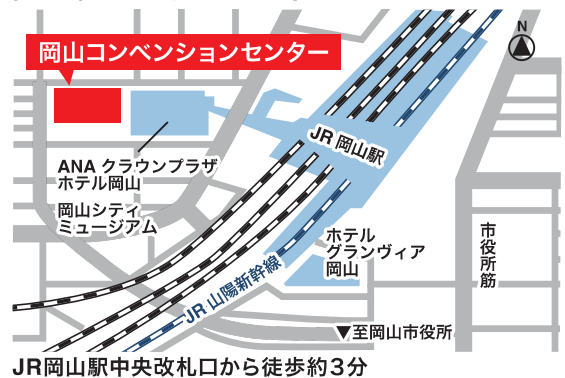 N
岡山コンベンションセンター
JR 岡山駅
ANA クラウンプラザ
ホテル岡山
岡山シティ
ミュージアム
ホテル
グランヴィア
岡山
市役所筋
JR 山陽新幹線
▼至岡山市役所
JR岡山駅中央改札口から徒歩約3分